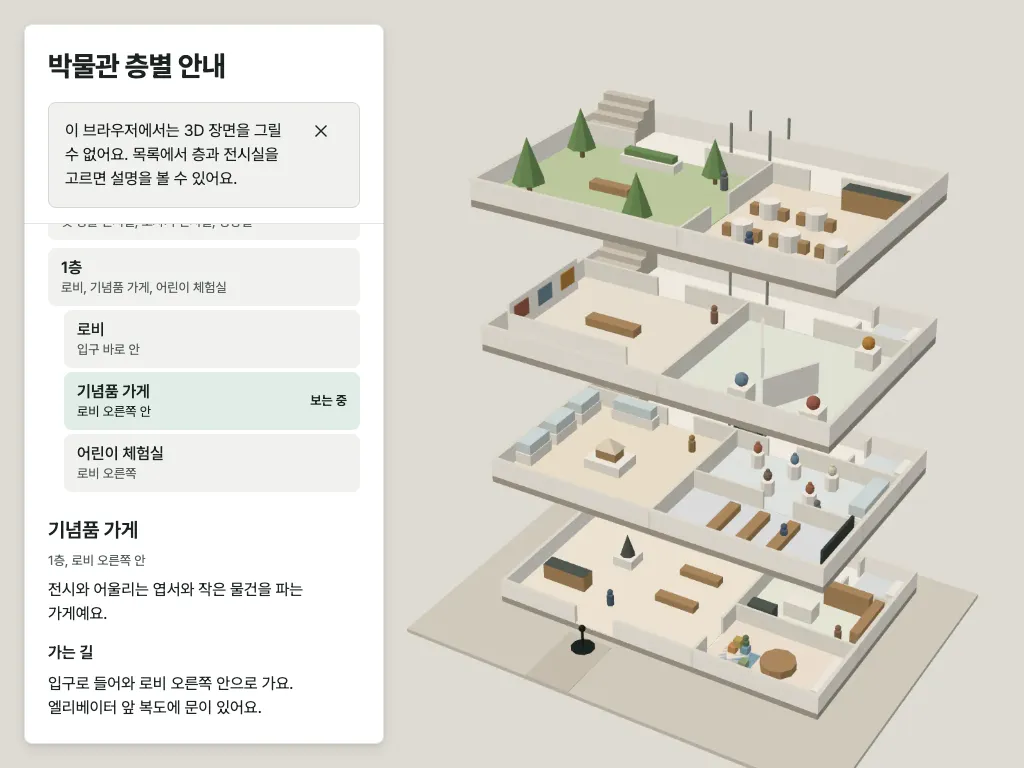 박물관 층별 안내
이 브라우저에서는 3D 장면을 그릴
수 없어요. 목록에서 층과 전시실을
고르면 설명을 볼 수 있어요.
1층
로비, 기념품 가게, 어린이 체험실
로비
입구 바로 안
기념품 가게
로비 오른쪽 안
보는 중
어린이 체험실
로비 오른쪽
기념품 가게
1층, 로비 오른쪽 안
전시와 어울리는 엽서와 작은 물건을 파는
가게예요.
가는 길
입구로 들어와 로비 오른쪽 안으로 가요.
엘리베이터 앞 복도에 문이 있어요.